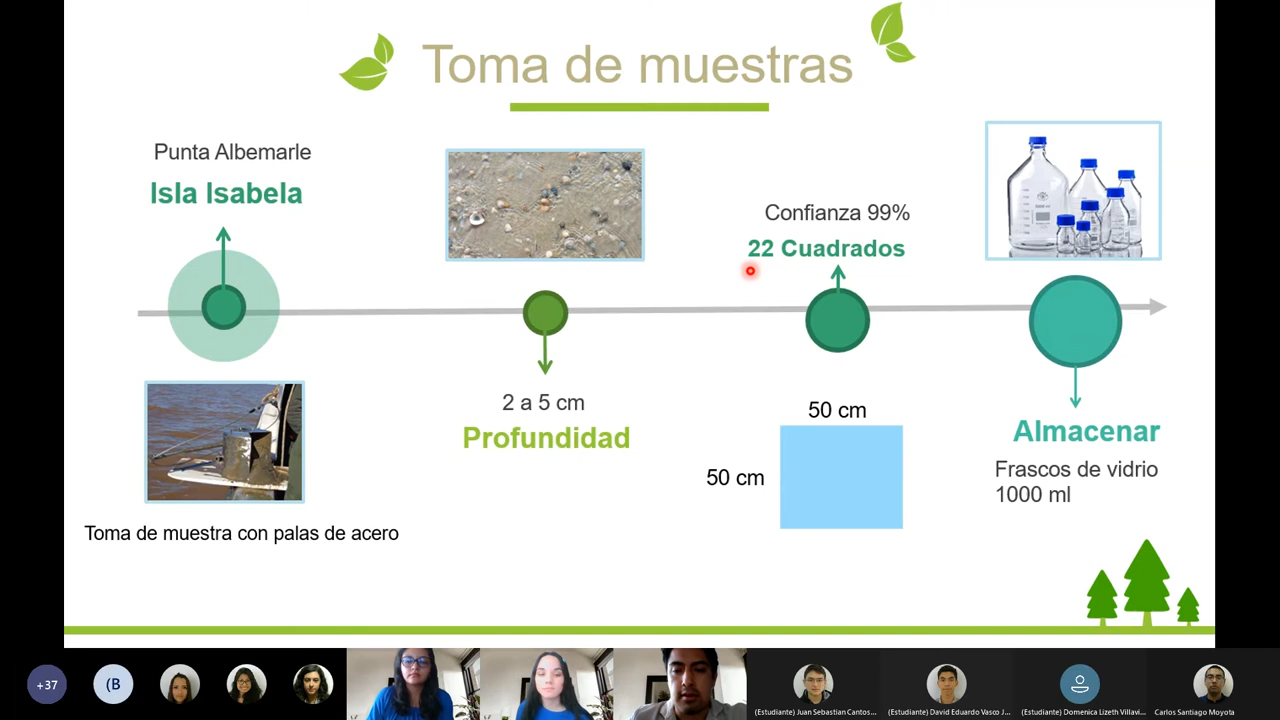 Toma de muestras
Punta Albemarle
Isla Isabela
Toma de muestra con palas de acero
2 a 5 cm
Profundidad
Confianza 99%
22 Cuadrados
50 cm
50 cm
Almacenar
Frascos de vidrio
1000 ml
+37
(B
(Estudiante) Juan Sebastian Cantos...
(Estudiante) David Eduardo Vasco J...
(Estudiante) Domenica Lizeth Villavi...
Carlos Santiago Moyota